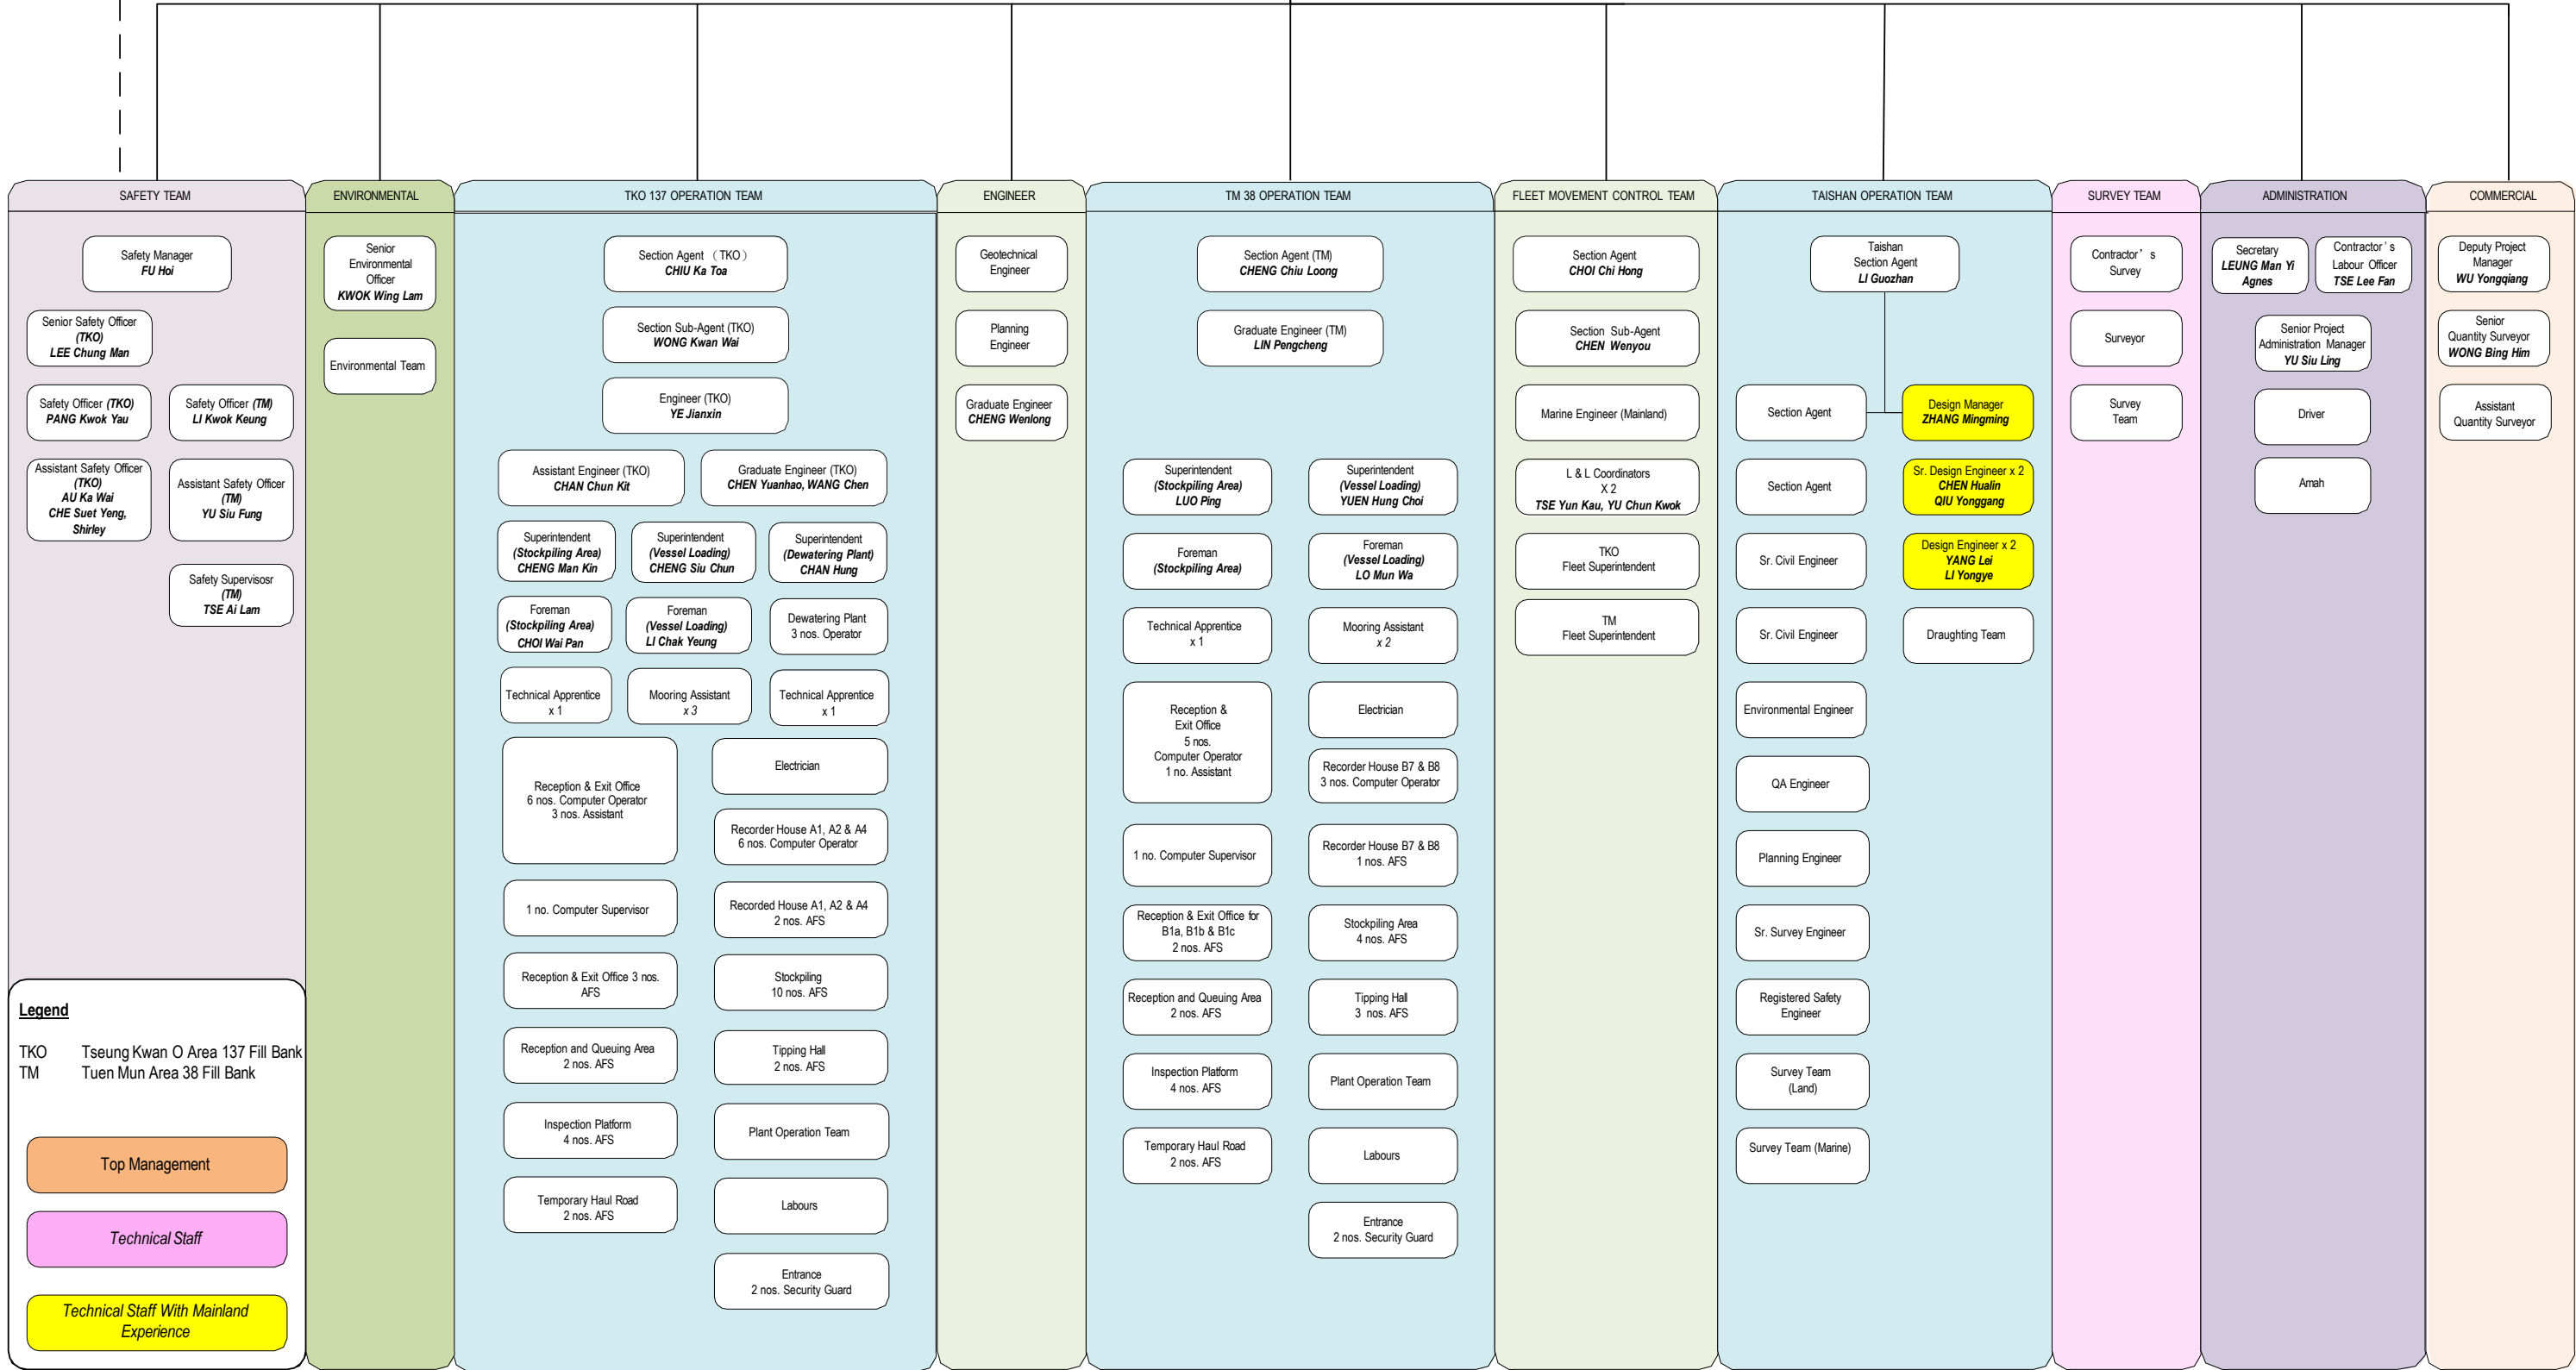 SAFETY TEAM
Safety Manager
FU Hoi
Senior Safety Officer
(TKO)
LEE Chung Man
Safety Officer (TKO)
PANG Kwok Yau
Safety Officer (TM)
LI Kwok Keung
Assistant Safety Officer
(TKO)
AU Ka Wai
CHE Suet Yeng,
Shirley
Assistant Safety Officer
(TM)
YU Siu Fung
Safety Supervisosr
(TM)
TSE Ai Lam
Legend
TKO Tseung Kwan O Area 137 Fill Bank
TM Tuen Mun Area 38 Fill Bank
Top Management
Technical Staff
Technical Staff With Mainland
Experience
ENVIRONMENTAL
Senior
Environmental
Officer
KWOK Wing Lam
Environmental Team
TKO 137 OPERATION TEAM
Section Agent （TKO）
CHIU Ka Toa
Section Sub-Agent (TKO)
WONG Kwan Wai
Engineer (TKO)
YE Jianxin
Assistant Engineer (TKO)
CHAN Chun Kit
Graduate Engineer (TKO)
CHEN Yuanhao, WANG Chen
Superintendent
(Stockpiling Area)
CHENG Man Kin
Superintendent
(Vessel Loading)
CHENG Siu Chun
Superintendent
(Dewatering Plant)
CHAN Hung
Foreman
(Stockpiling Area)
CHOI Wai Pan
Foreman
(Vessel Loading)
LI Chak Yeung
Dewatering Plant
3 nos. Operator
Technical Apprentice
x 1
Mooring Assistant
x 3
Technical Apprentice
x 1
Reception & Exit Office
6 nos. Computer Operator
3 nos. Assistant
Electrician
Recorder House A1, A2 & A4
6 nos. Computer Operator
1 no. Computer Supervisor
Recorded House A1, A2 & A4
2 nos. AFS
Reception & Exit Office 3 nos.
AFS
Stockpiling
10 nos. AFS
Reception and Queuing Area
2 nos. AFS
Tipping Hall
2 nos. AFS
Inspection Platform
4 nos. AFS
Plant Operation Team
Temporary Haul Road
2 nos. AFS
Labours
Entrance
2 nos. Security Guard
ENGINEER
Geotechnical
Engineer
Planning
Engineer
Graduate Engineer
CHENG Wenlong
TM 38 OPERATION TEAM
Section Agent (TM)
CHENG Chiu Loong
Graduate Engineer (TM)
LIN Pengcheng
Superintendent
(Stockpiling Area)
LUO Ping
Superintendent
(Vessel Loading)
YUEN Hung Choi
Foreman
(Stockpiling Area)
Foreman
(Vessel Loading)
LO Mun Wa
Technical Apprentice
x 1
Mooring Assistant
x 2
Reception &
Exit Office
5 nos.
Computer Operator
1 no. Assistant
Electrician
Recorder House B7 & B8
3 nos. Computer Operator
1 no. Computer Supervisor
Recorder House B7 & B8
1 nos. AFS
Reception & Exit Office for
B1a, B1b & B1c
2 nos. AFS
Stockpiling Area
4 nos. AFS
Reception and Queuing Area
2 nos. AFS
Tipping Hall
3 nos. AFS
Inspection Platform
4 nos. AFS
Plant Operation Team
Temporary Haul Road
2 nos. AFS
Labours
Entrance
2 nos. Security Guard
FLEET MOVEMENT CONTROL TEAM
Section Agent
CHOI Chi Hong
Section Sub-Agent
CHEN Wenyou
Marine Engineer (Mainland)
L & L Coordinators
X 2
TSE Yun Kau, YU Chun Kwok
TKO
Fleet Superintendent
TM
Fleet Superintendent
TAISHAN OPERATION TEAM
Taishan
Section Agent
LI Guozhan
Section Agent
Design Manager
ZHANG Mingming
Section Agent
Sr. Design Engineer x 2
CHEN Hualin
QIU Yonggang
Sr. Civil Engineer
Design Engineer x 2
YANG Lei
LI Yongye
Sr. Civil Engineer
Draughting Team
Environmental Engineer
QA Engineer
Planning Engineer
Sr. Survey Engineer
Registered Safety
Engineer
Survey Team
(Land)
Survey Team (Marine)
SURVEY TEAM
Contractor’s
Survey
Surveyor
Survey
Team
ADMINISTRATION
Secretary
LEUNG Man Yi
Agnes
Contractor's
Labour Officer
TSE Lee Fan
Senior Project
Administration Manager
YU Siu Ling
Driver
Amah
COMMERCIAL
Deputy Project
Manager
WU Yongqiang
Senior
Quantity Surveyor
WONG Bing Him
Assistant
Quantity Surveyor